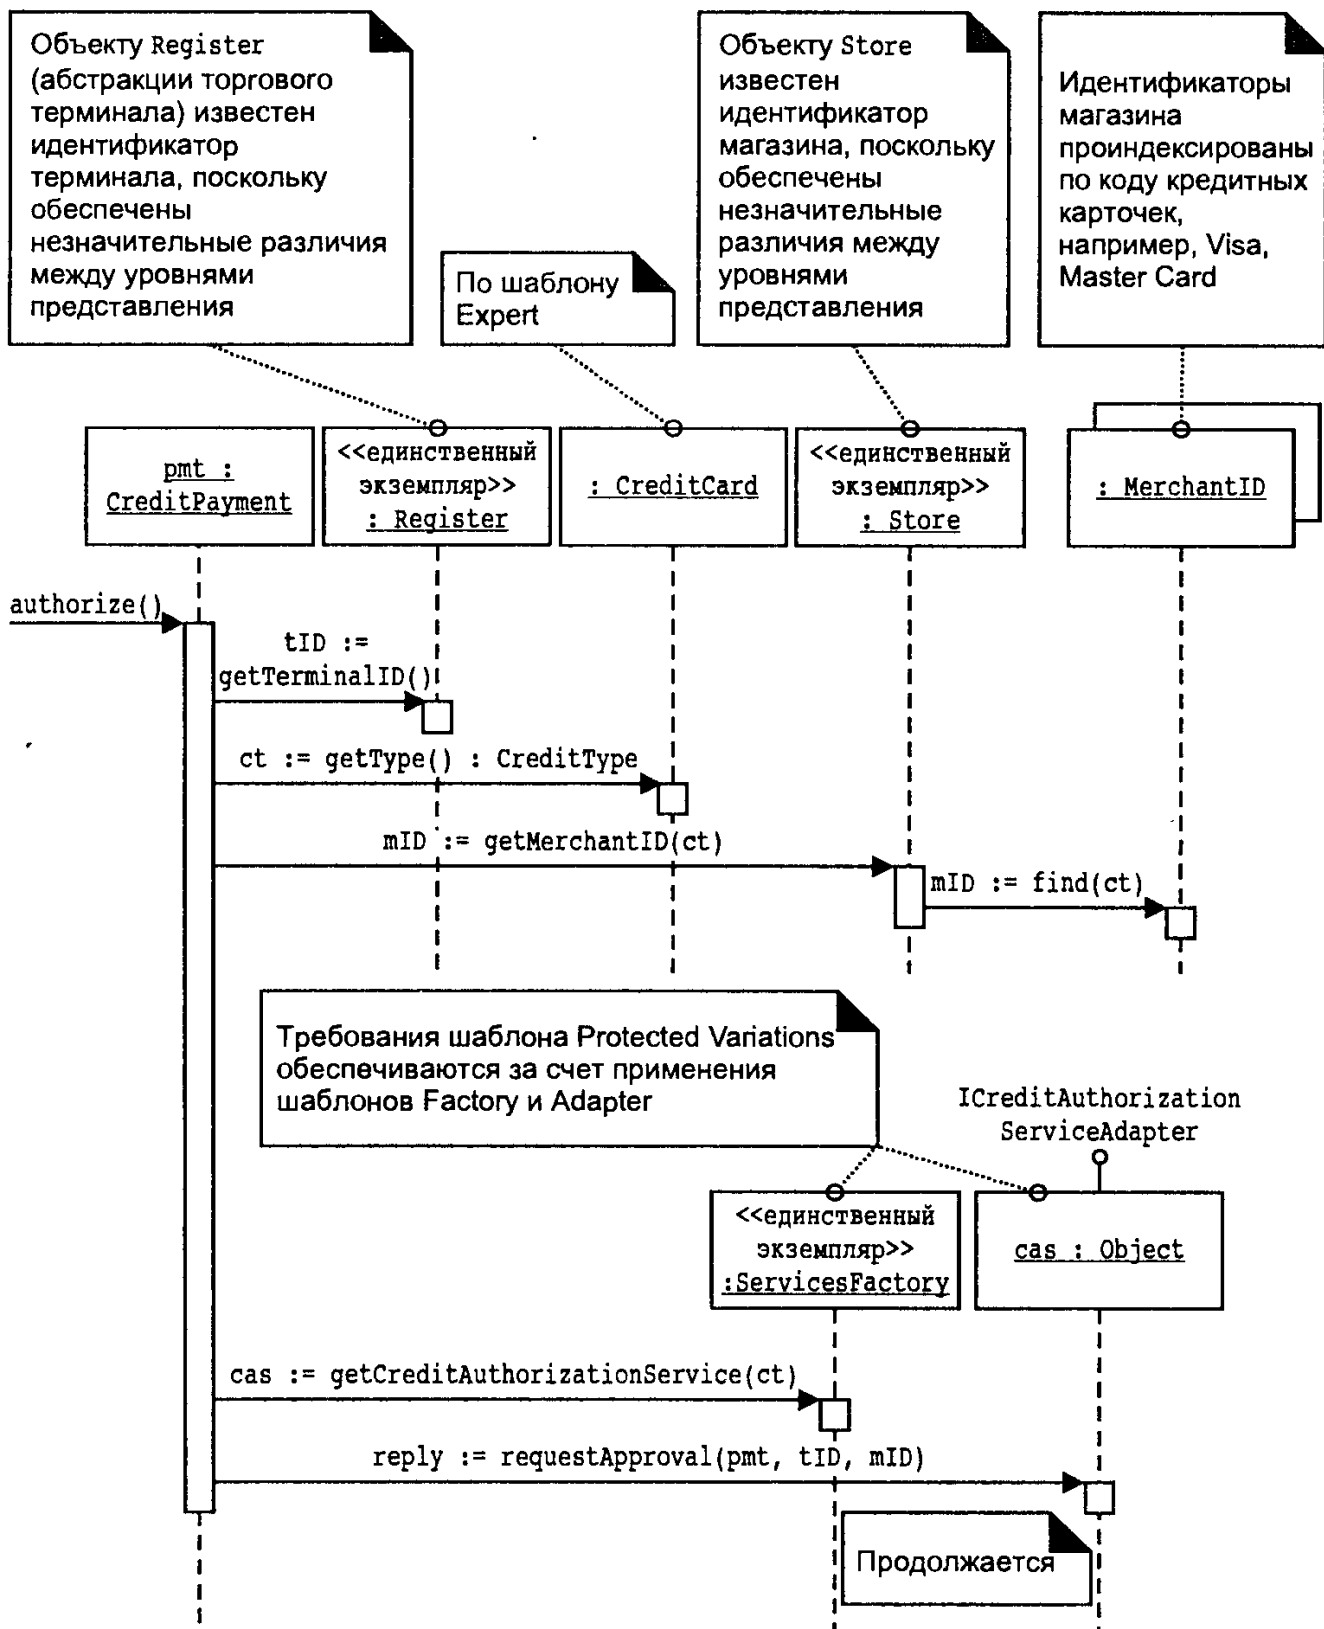 Объекту Register
(абстракции торгового
терминала) известен
идентификатор
терминала, поскольку
обеспечены
незначительные различия
между уровнями
представления
По шаблону
Expert
Объекту Store
известен
идентификатор
магазина, поскольку
обеспечены
незначительные
различия между
уровнями
представления
Идентификаторы
магазина
проиндексированы
по коду кредитных
карточек,
например, Visa,
Master Card
pmt :
CreditPayment
<<единственный
экземпляр>>
: Register
: CreditCard
<<единственный
экземпляр>>
: Store
: MerchantID
authorize()
tID :=
getTerminalID()
ct := getType() : CreditType
mID := getMerchantID(ct)
mID := find(ct)
Требования шаблона Protected Variations
обеспечиваются за счет применения
шаблонов Factory и Adapter
ICreditAuthorization
ServiceAdapter
<<единственный
экземпляр>>
:ServicesFactory
cas : Object
cas := getCreditAuthorizationService(ct)
reply := requestApproval(pmt, tID, mID)
Продолжается